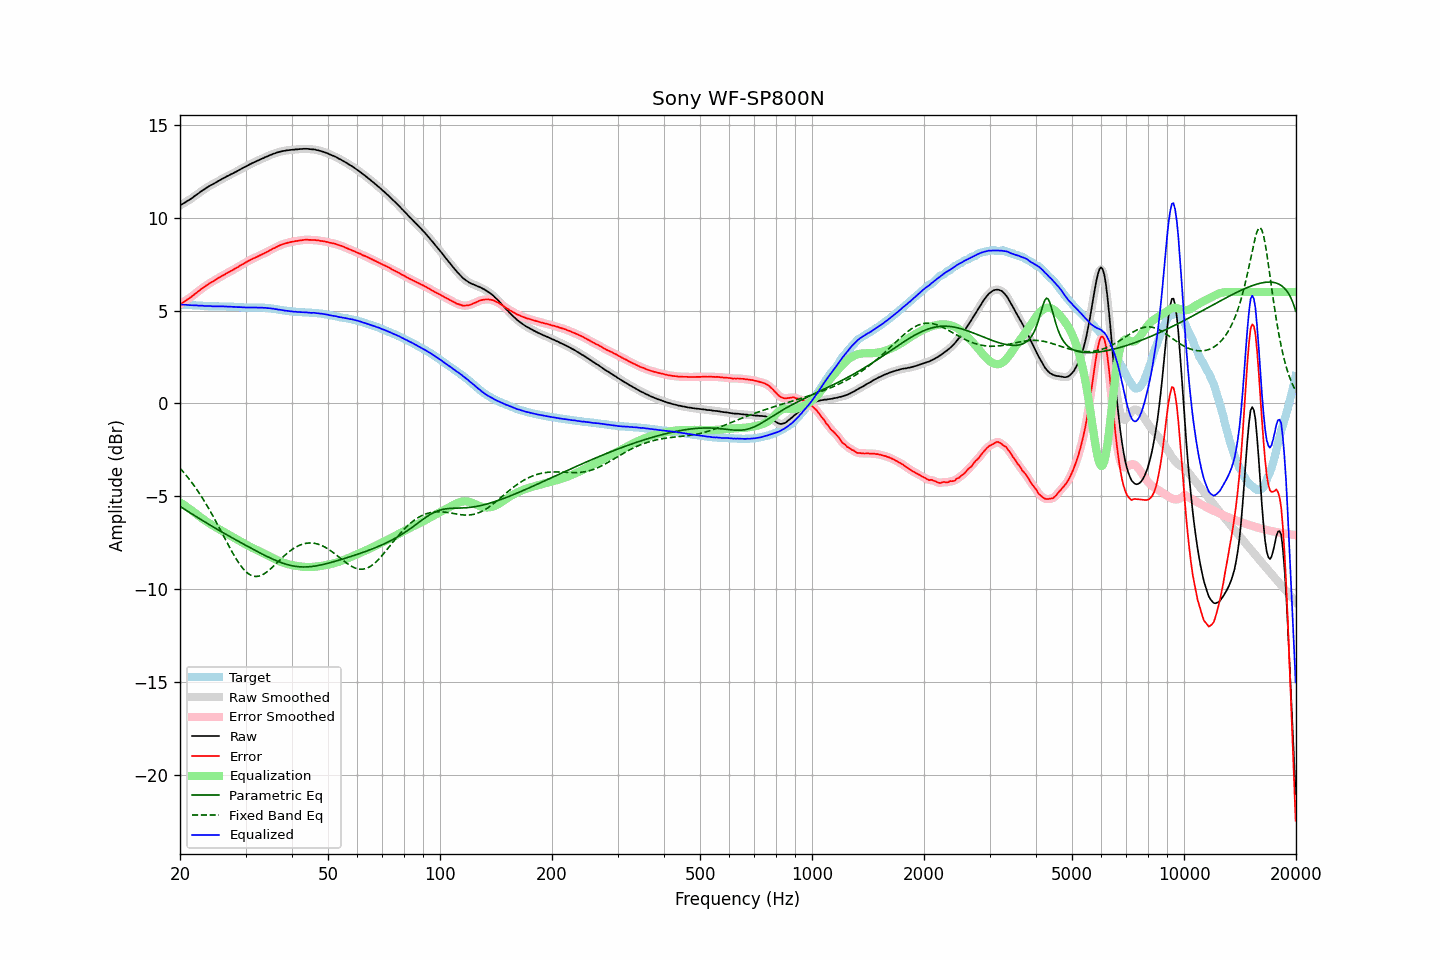 Sony WF-SP800N
15
10
5
0
−5
−10
−15
−20
Amplitude (dBr)
Target
Raw Smoothed
Error Smoothed
Raw
Error
Equalization
Parametric Eq
Fixed Band Eq
Equalized
20 50 100 200 500 1000 2000 5000 10000 20000
Frequency (Hz)